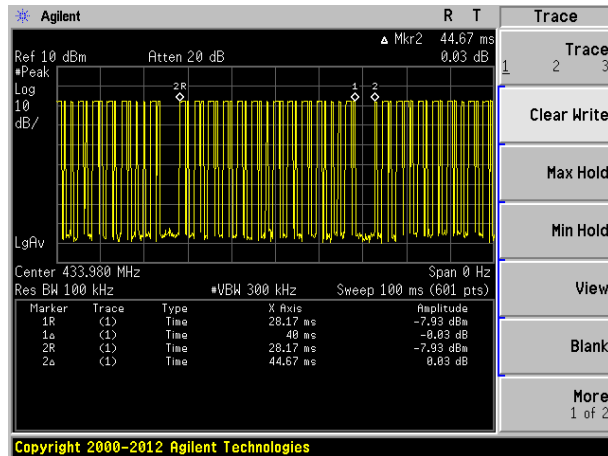 Agilent R T Trace
Δ Mkr2 44.67 ms
Ref 10 dBm Atten 20 dB 0.03 dB
#Peak
Log
10
dB/
2R 1 2
LgAv
Center 433.980 MHz Span 0 Hz
Res BW 100 kHz #VBW 300 kHz Sweep 100 ms (601 pts)
Marker Trace Type X Axis Amplitude
1R (1) Time 28.17 ms -7.93 dBm
1Δ (1) Time 40 ms -0.03 dB
2R (1) Time 28.17 ms -7.93 dBm
2Δ (1) Time 44.67 ms 0.03 dB
Trace
1 2 3
Clear Write
Max Hold
Min Hold
View
Blank
More
1 of 2
Copyright 2000-2012 Agilent Technologies